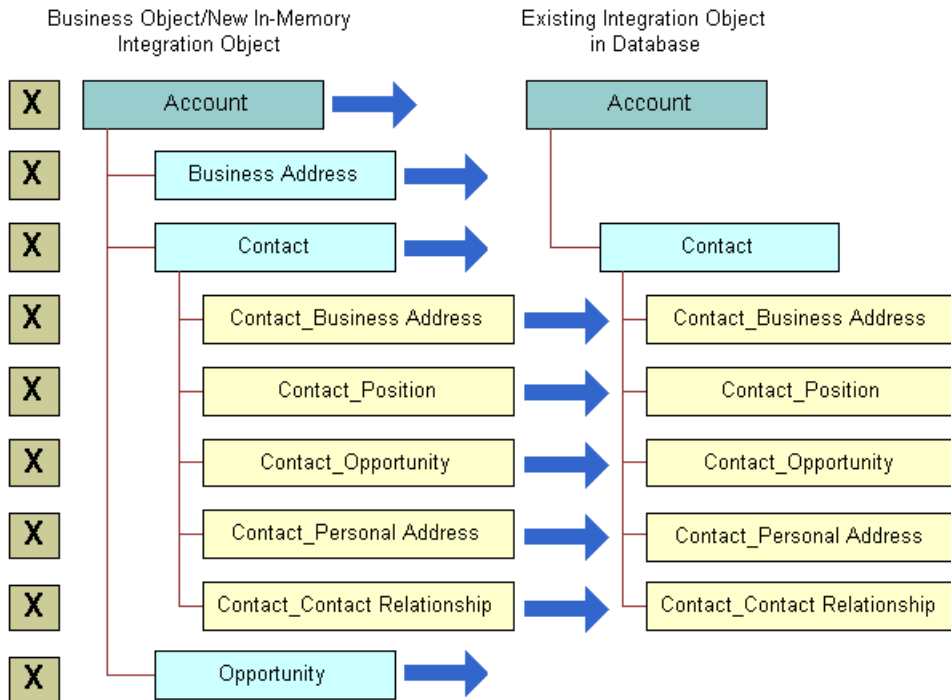 Business Object/New In-Memory
Integration Object
Existing Integration Object
in Database
X
Account
Account
X
Business Address
X
Contact
Contact
X
Contact_Business Address
Contact_Business Address
X
Contact_Position
Contact_Position
X
Contact_Opportunity
Contact_Opportunity
X
Contact_Personal Address
Contact_Personal Address
X
Contact_Contact Relationship
Contact_Contact Relationship
X
Opportunity